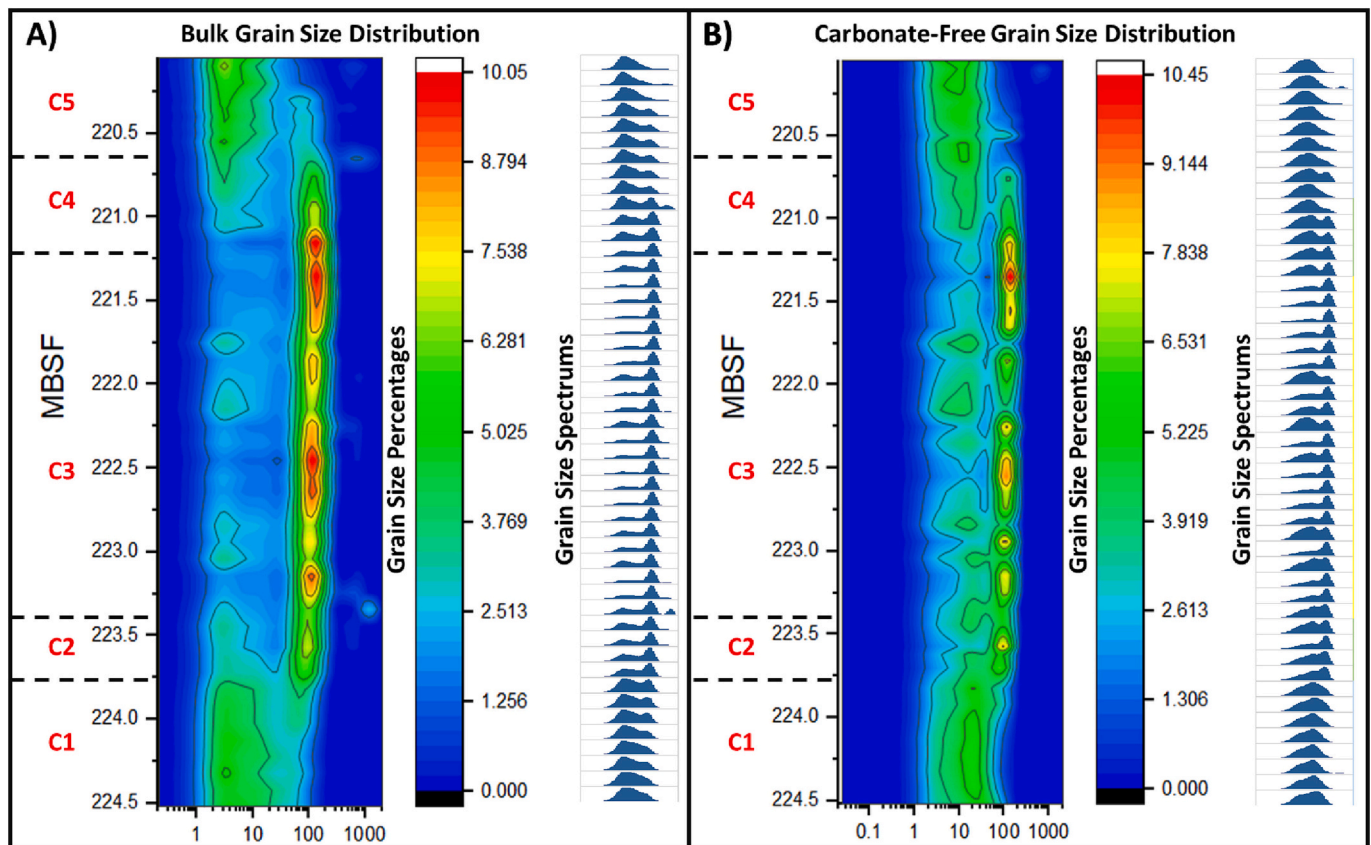 A) Bulk Grain Size Distribution
C5
C4
C3
C2
C1
MBSF
220.5
221.0
221.5
222.0
222.5
223.0
223.5
224.0
224.5
1 10 100 1000
10.05
8.794
7.538
6.281
5.025
3.769
2.513
1.256
0.000
Grain Size Percentages
Grain Size Spectrums
B) Carbonate-Free Grain Size Distribution
C5
C4
C3
C2
C1
MBSF
220.5
221.0
221.5
222.0
222.5
223.0
223.5
224.0
224.5
0.1 1 10 100 1000
10.45
9.144
7.838
6.531
5.225
3.919
2.613
1.306
0.000
Grain Size Percentages
Grain Size Spectrums